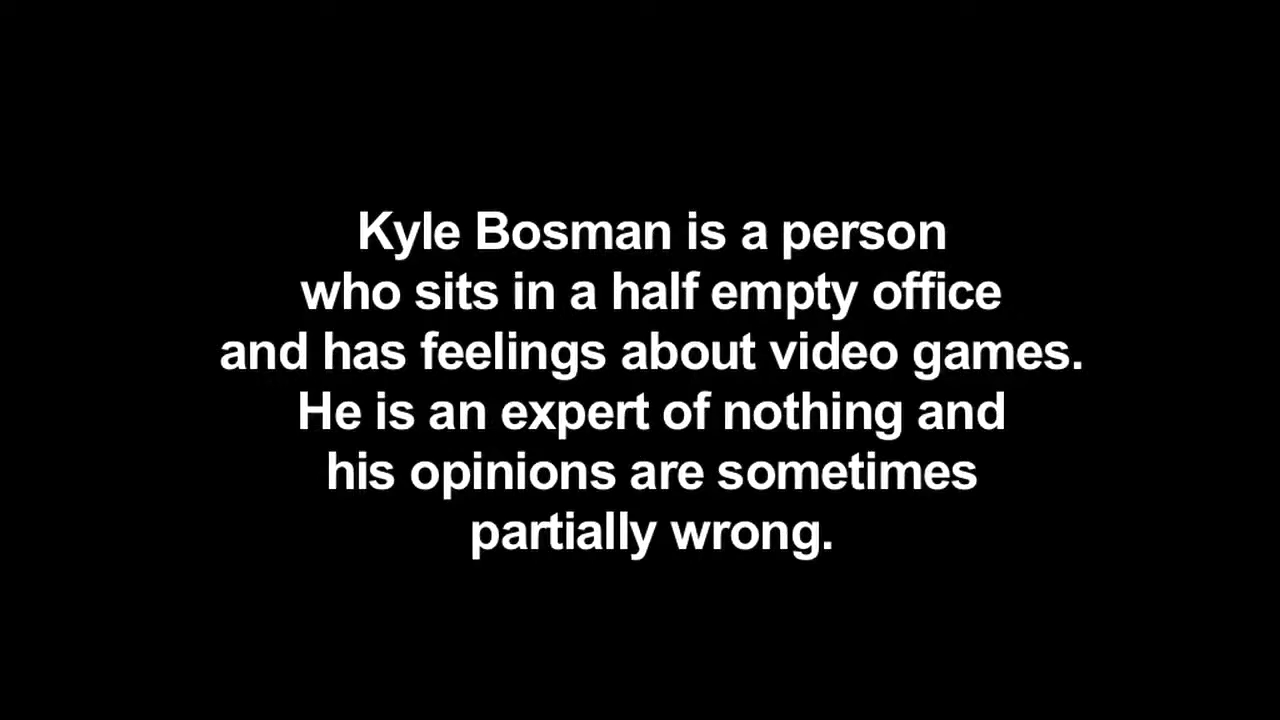 Kyle Bosman is a person
who sits in a half empty office
and has feelings about video games.
He is an expert of nothing and
his opinions are sometimes
partially wrong.